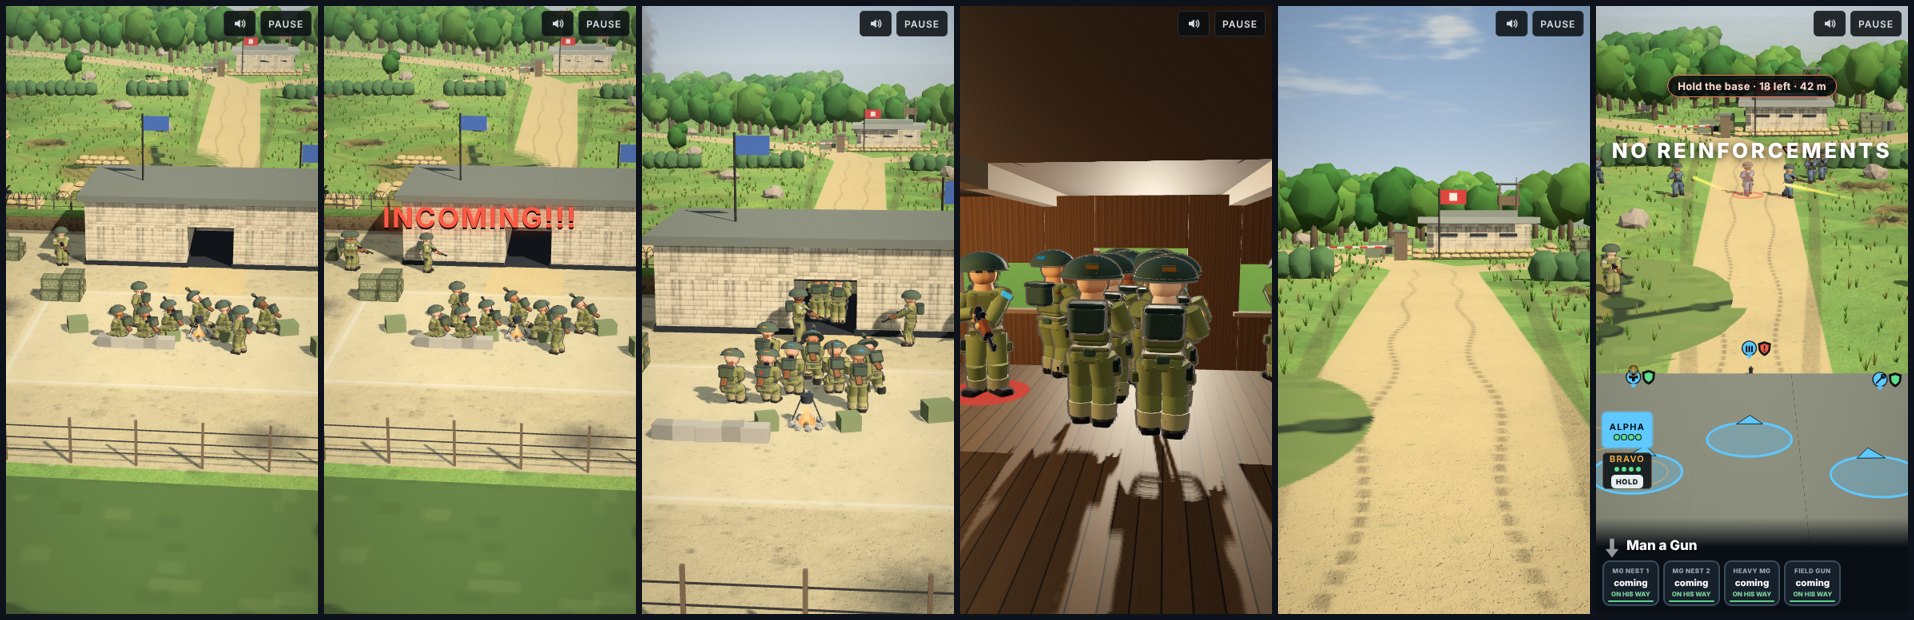 PAUSE
PAUSE
INCOMING!!!
PAUSE
PAUSE
PAUSE
PAUSE
Hold the base · 18 left · 42 m
NO REINFORCEMENTS
ALPHA
BRAVO
HOLD
Man a Gun
MG NEST 1
coming
ON HIS WAY
MG NEST 2
coming
ON HIS WAY
HEAVY MG
coming
ON HIS WAY
FIELD GUN
coming
ON HIS WAY